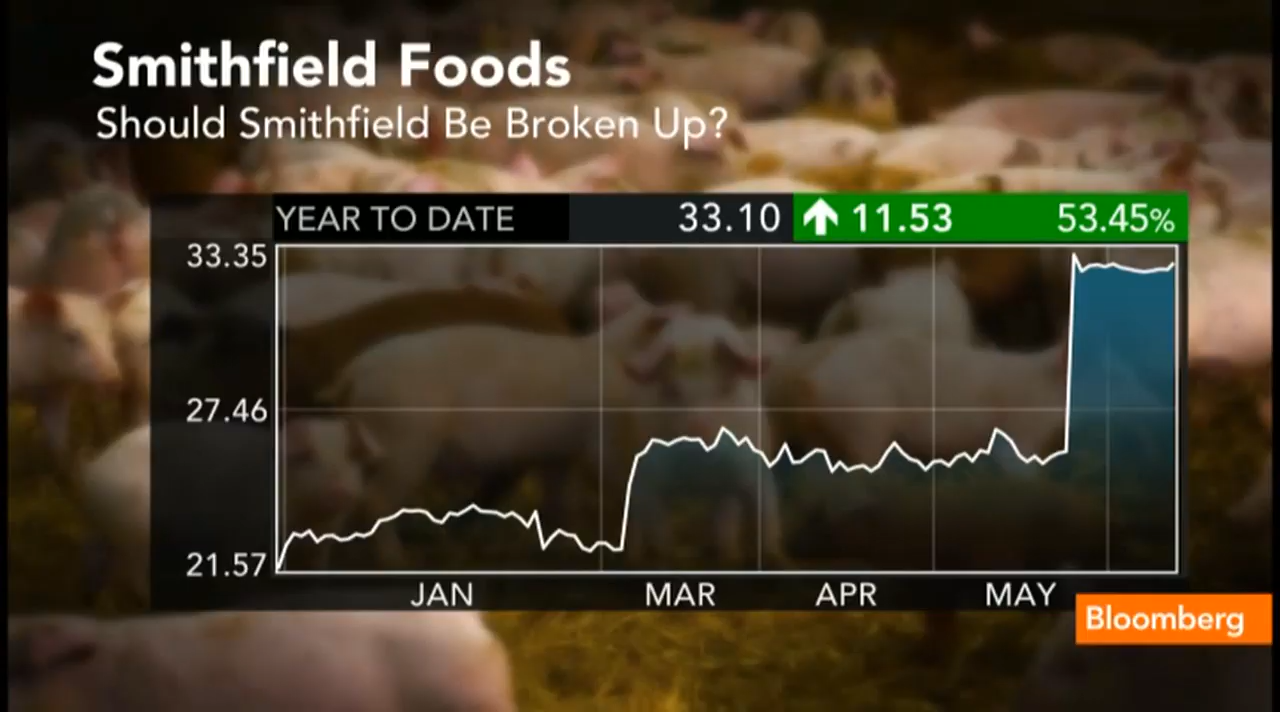 Smithfield Foods
Should Smithfield Be Broken Up?
YEAR TO DATE 33.10 11.53 53.45%
33.35
27.46
21.57
JAN MAR APR MAY
Bloomberg